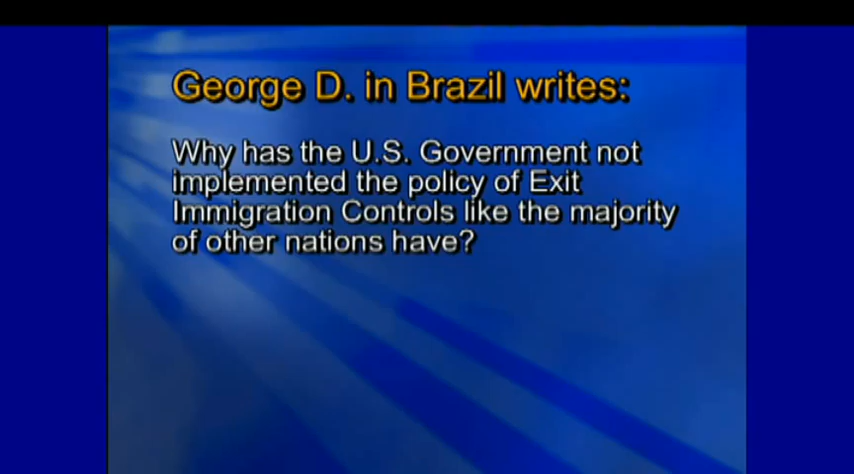 George D. in Brazil writes:
Why has the U.S. Government not
implemented the policy of Exit
Immigration Controls like the majority
of other nations have?